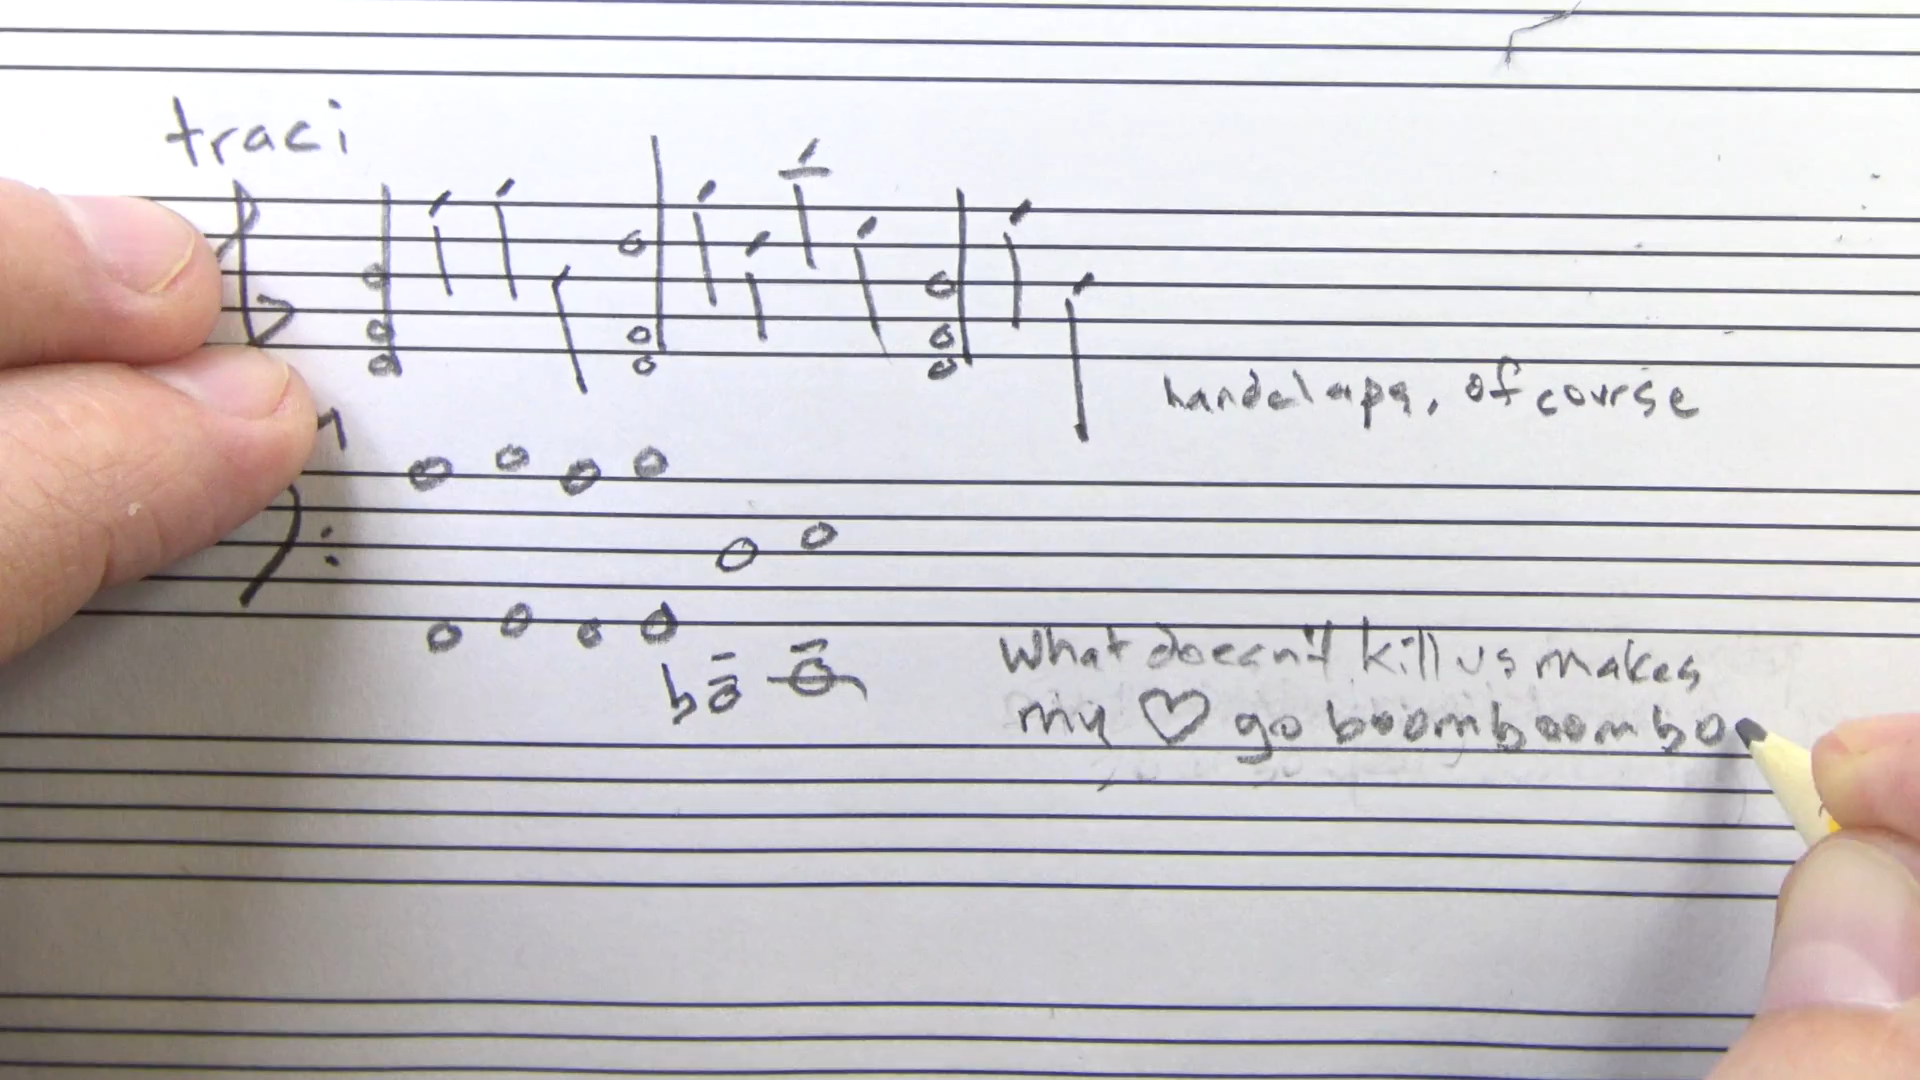 traci
handclaps, of course
What doesn't kill us makes
my ♡ go boom boom bo